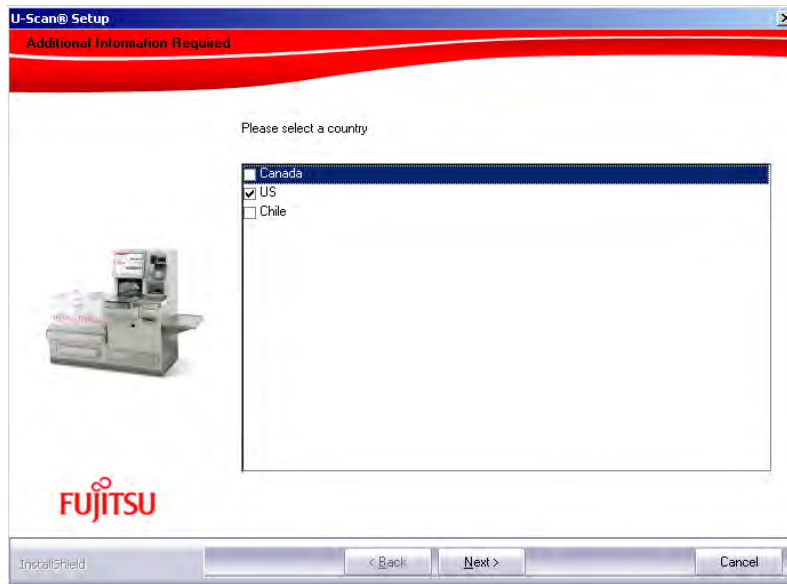 U-Scan® Setup
Additional Information Required
Please select a country
Canada
US
Chile
FUJITSU
InstallShield
< Back
Next >
Cancel